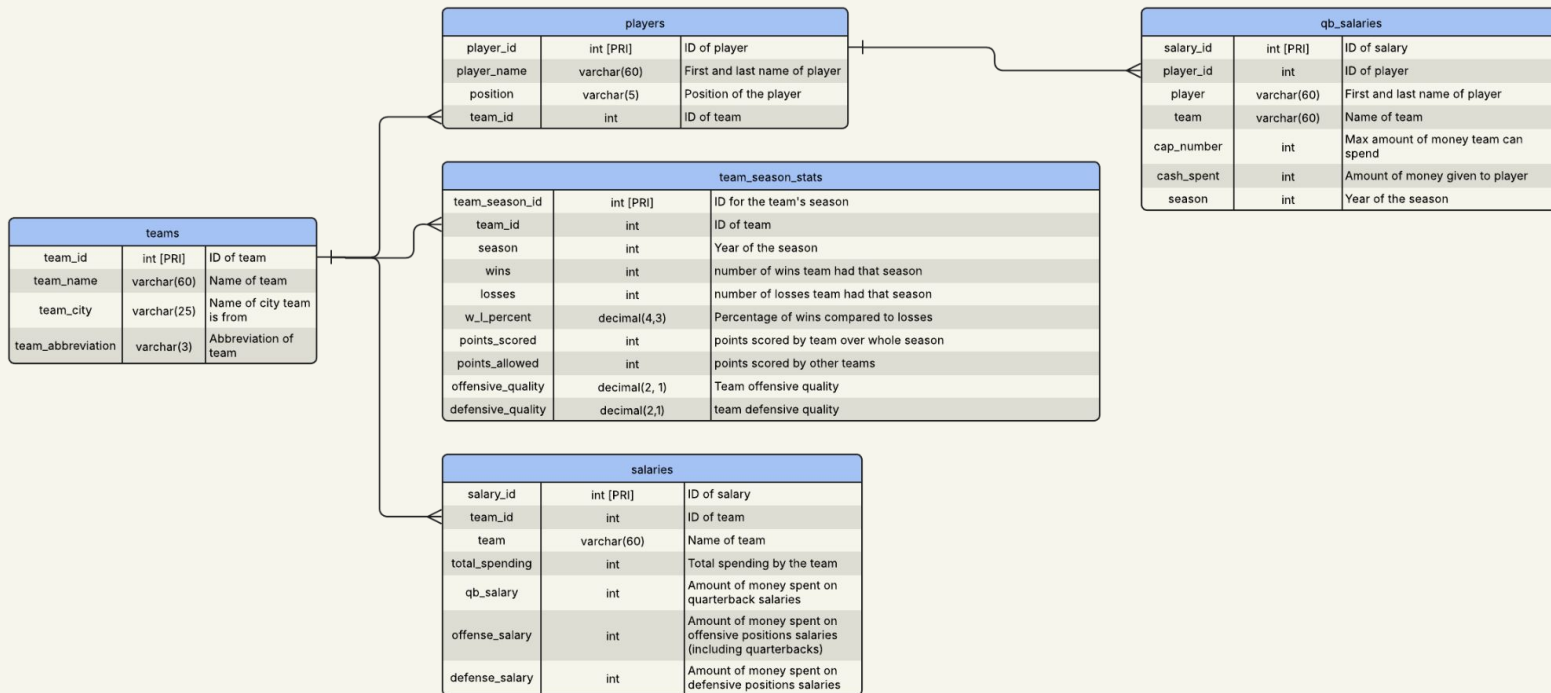 players
player_id int [PRI] ID of player
player_name varchar(60) First and last name of player
position varchar(5) Position of the player
team_id int ID of team
qb_salaries
salary_id int [PRI] ID of salary
player_id int ID of player
player varchar(60) First and last name of player
team varchar(60) Name of team
cap_number int Max amount of money team can
spend
cash_spent int Amount of money given to player
season int Year of the season
team_season_stats
team_season_id int [PRI] ID for the team's season
team_id int ID of team
season int Year of the season
wins int number of wins team had that season
losses int number of losses team had that season
w_l_percent decimal(4,3) Percentage of wins compared to losses
points_scored int points scored by team over whole season
points_allowed int points scored by other teams
offensive_quality decimal(2, 1) Team offensive quality
defensive_quality decimal(2,1) team defensive quality
teams
team_id int [PRI] ID of team
team_name varchar(60) Name of team
team_city varchar(25) Name of city team
is from
team_abbreviation varchar(3) Abbreviation of
team
salaries
salary_id int [PRI] ID of salary
team_id int ID of team
team varchar(60) Name of team
total_spending int Total spending by the team
qb_salary int Amount of money spent on
quarterback salaries
offense_salary int Amount of money spent on
offensive positions salaries
(including quarterbacks)
defense_salary int Amount of money spent on
defensive positions salaries